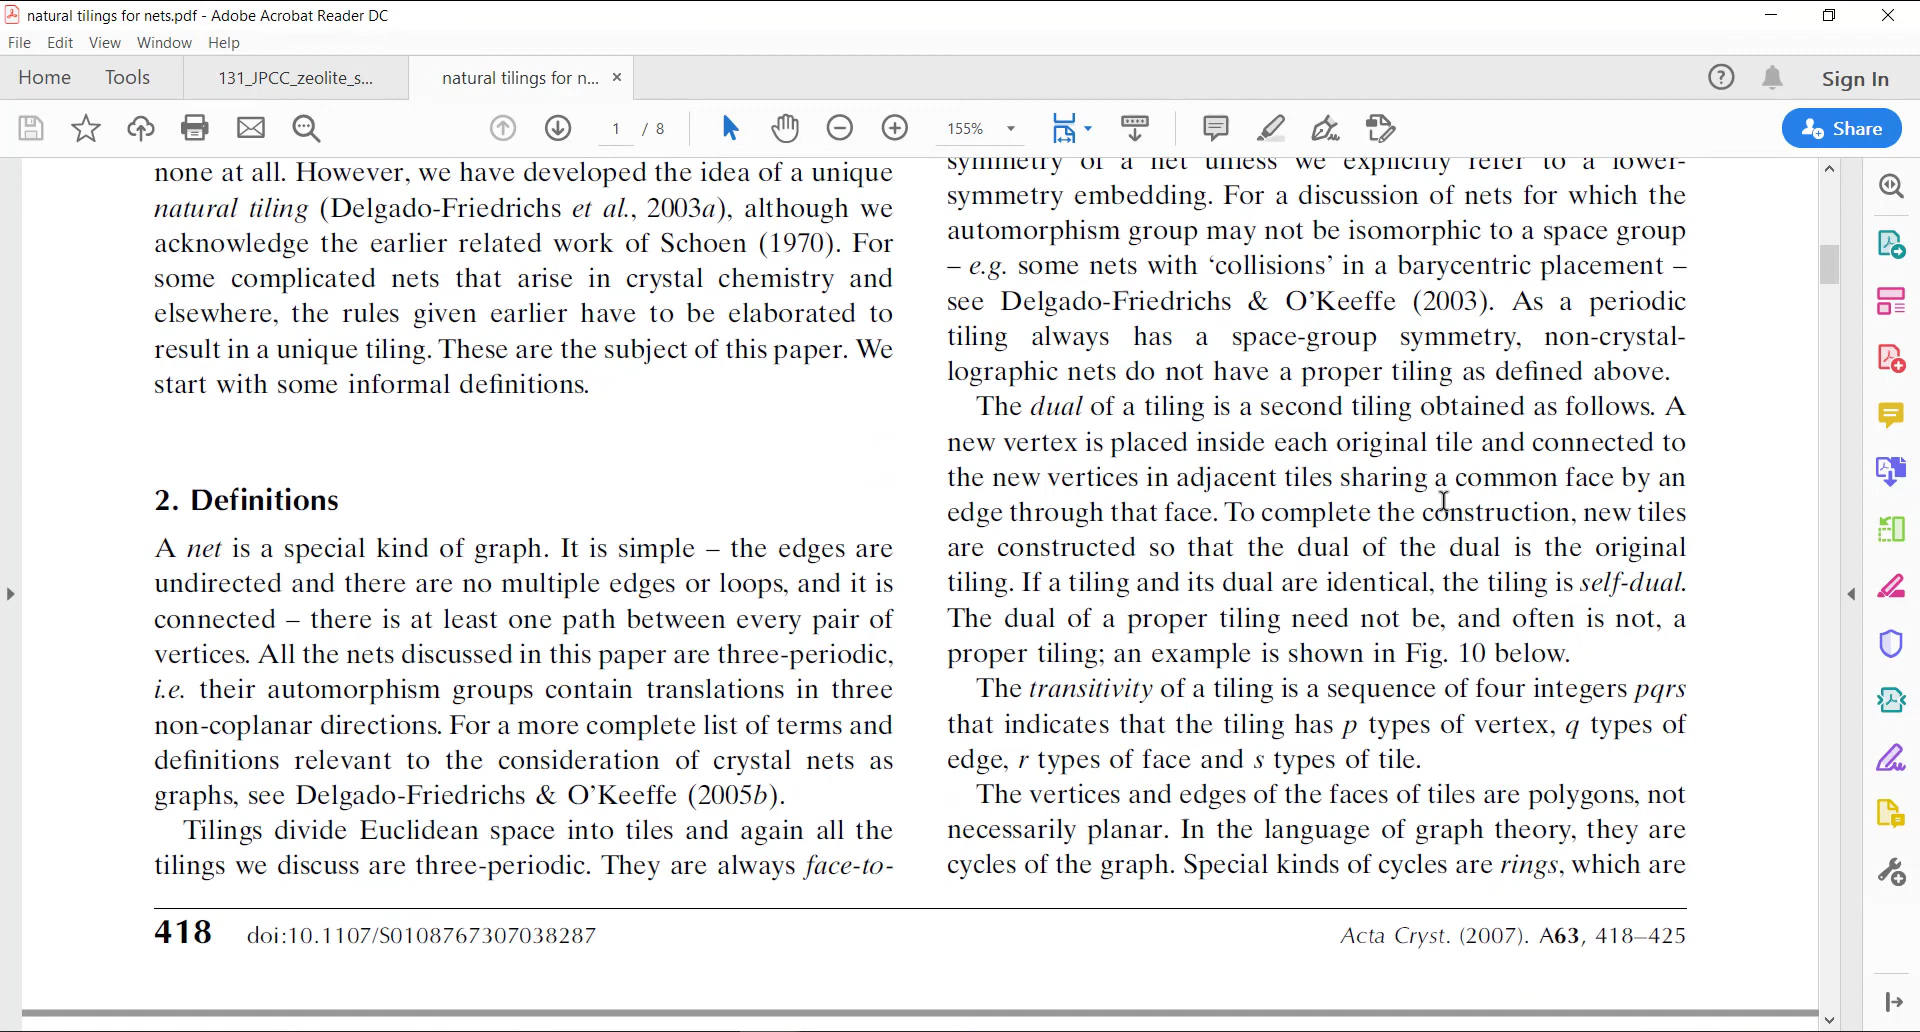 natural tilings for nets.pdf - Adobe Acrobat Reader DC
File Edit View Window Help
Home Tools 131_JPCC_zeolite_s... natural tilings for n... × Sign In
1 / 8 155% Share
none at all. However, we have developed the idea of a unique
natural tiling (Delgado-Friedrichs et al., 2003a), although we
acknowledge the earlier related work of Schoen (1970). For
some complicated nets that arise in crystal chemistry and
elsewhere, the rules given earlier have to be elaborated to
result in a unique tiling. These are the subject of this paper. We
start with some informal definitions.
2. Definitions
A net is a special kind of graph. It is simple – the edges are
undirected and there are no multiple edges or loops, and it is
connected – there is at least one path between every pair of
vertices. All the nets discussed in this paper are three-periodic,
i.e. their automorphism groups contain translations in three
non-coplanar directions. For a more complete list of terms and
definitions relevant to the consideration of crystal nets as
graphs, see Delgado-Friedrichs & O'Keeffe (2005b).
Tilings divide Euclidean space into tiles and again all the
tilings we discuss are three-periodic. They are always face-to-
symmetry of a net unless we explicitly refer to a lower-
symmetry embedding. For a discussion of nets for which the
automorphism group may not be isomorphic to a space group
– e.g. some nets with 'collisions' in a barycentric placement –
see Delgado-Friedrichs & O'Keeffe (2003). As a periodic
tiling always has a space-group symmetry, non-crystal-
lographic nets do not have a proper tiling as defined above.
The dual of a tiling is a second tiling obtained as follows. A
new vertex is placed inside each original tile and connected to
the new vertices in adjacent tiles sharing a common face by an
edge through that face. To complete the construction, new tiles
are constructed so that the dual of the dual is the original
tiling. If a tiling and its dual are identical, the tiling is self-dual.
The dual of a proper tiling need not be, and often is not, a
proper tiling; an example is shown in Fig. 10 below.
The transitivity of a tiling is a sequence of four integers pqrs
that indicates that the tiling has p types of vertex, q types of
edge, r types of face and s types of tile.
The vertices and edges of the faces of tiles are polygons, not
necessarily planar. In the language of graph theory, they are
cycles of the graph. Special kinds of cycles are rings, which are
418 doi:10.1107/S0108767307038287 Acta Cryst. (2007). A63, 418–425